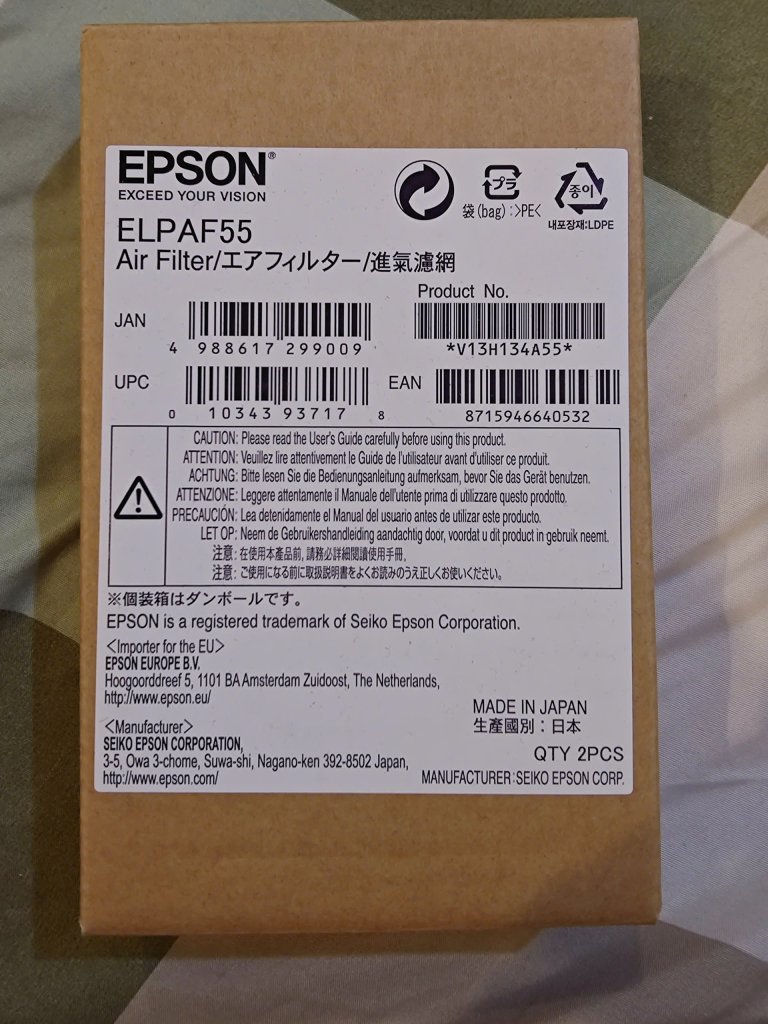 EPSON®
EXCEED YOUR VISION
プラ
袋(bag):>PE<
종이
내포장재:LDPE
ELPAF55
Air Filter/エアフィルター/進氣濾網
Product No.
JAN
4 988617 299009
*V13H134A55*
UPC
0 10343 93717 8
EAN
8715946640532
CAUTION: Please read the User's Guide carefully before using this product.
ATTENTION: Veuillez lire attentivement le Guide de l'utilisateur avant d'utiliser ce produit.
ACHTUNG: Bitte lesen Sie die Bedienungsanleitung aufmerksam, bevor Sie das Gerät benutzen.
ATTENZIONE: Leggere attentamente il Manuale dell'utente prima di utilizzare questo prodotto.
PRECAUCIÓN: Lea detenidamente el Manual del usuario antes de utilizar este producto.
LET OP: Neem de Gebruikershandleiding aandachtig door, voordat u dit product in gebruik neemt.
注意: 在使用本產品前, 請務必詳細閱讀使用手冊.
注意: ご使用になる前に取扱説明書をよくお読みのうえ正しくお使いください。
※個装箱はダンボールです。
EPSON is a registered trademark of Seiko Epson Corporation.
<Importer for the EU>
EPSON EUROPE B.V.
Hoogoorddreef 5, 1101 BA Amsterdam Zuidoost, The Netherlands,
http://www.epson.eu/
<Manufacturer>
SEIKO EPSON CORPORATION,
3-5, Owa 3-chome, Suwa-shi, Nagano-ken 392-8502 Japan,
http://www.epson.com/
MADE IN JAPAN
生產國別：日本
QTY 2PCS
MANUFACTURER:SEIKO EPSON CORP.